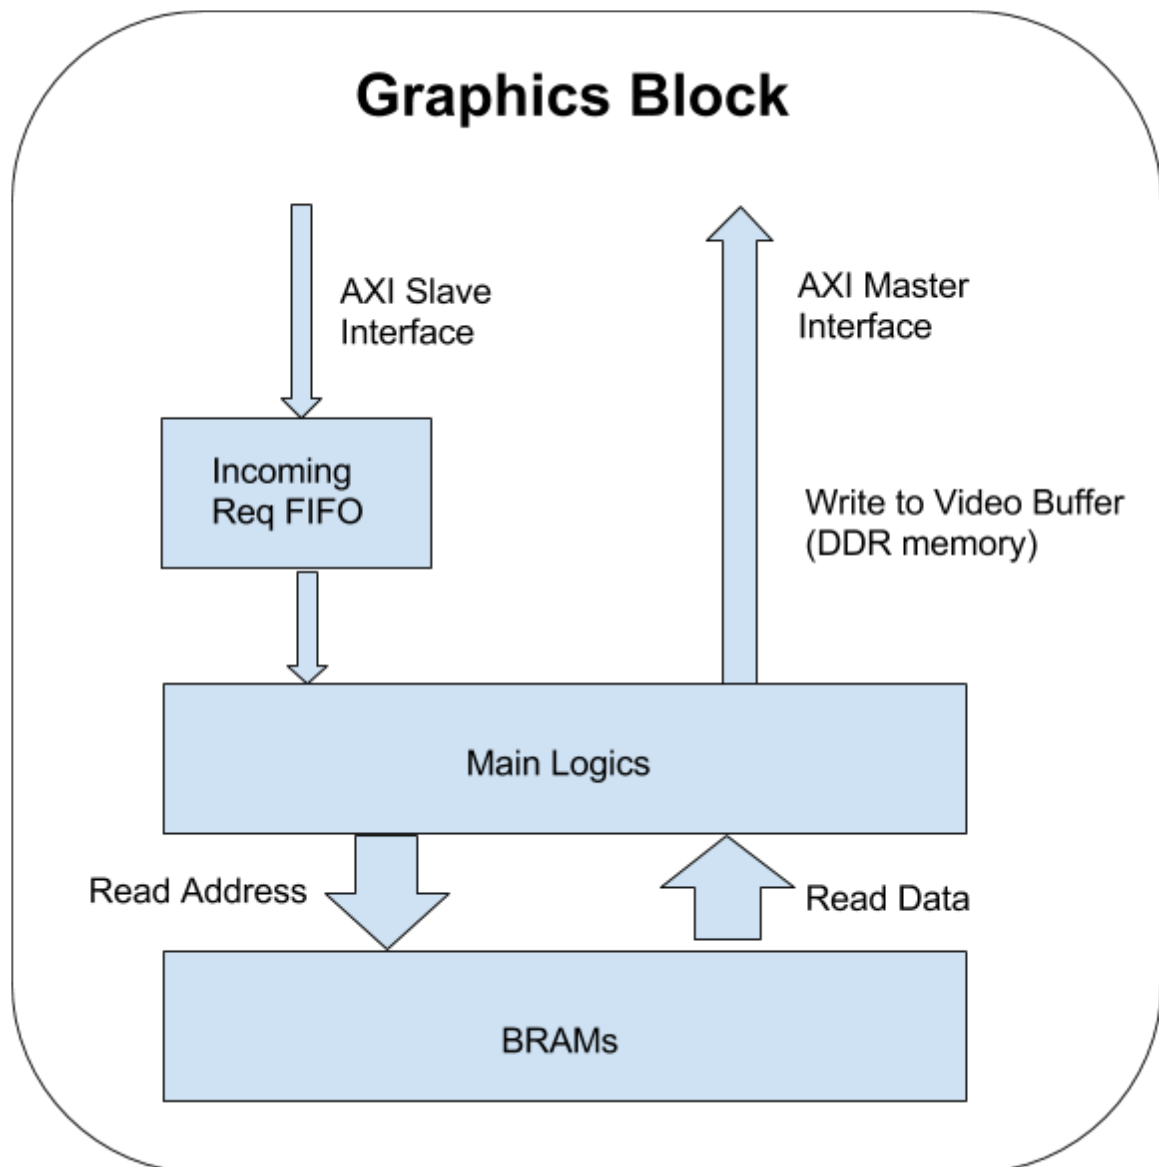 Graphics Block
AXI Slave
Interface
AXI Master
Interface
Incoming
Req FIFO
Write to Video Buffer
(DDR memory)
Main Logics
Read Address
Read Data
BRAMs